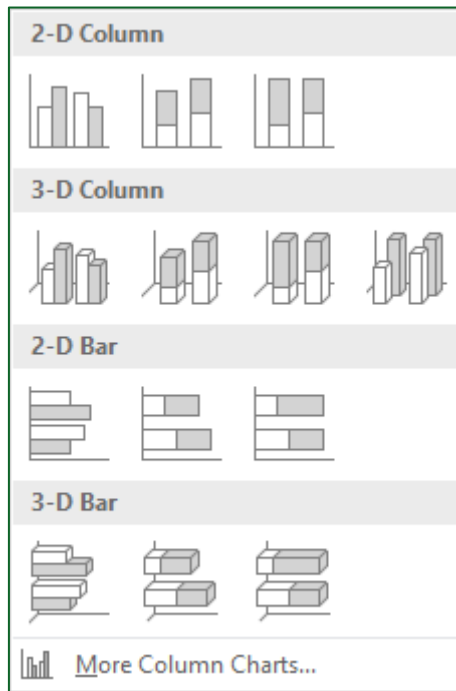 2-D Column
3-D Column
2-D Bar
3-D Bar
More Column Charts...